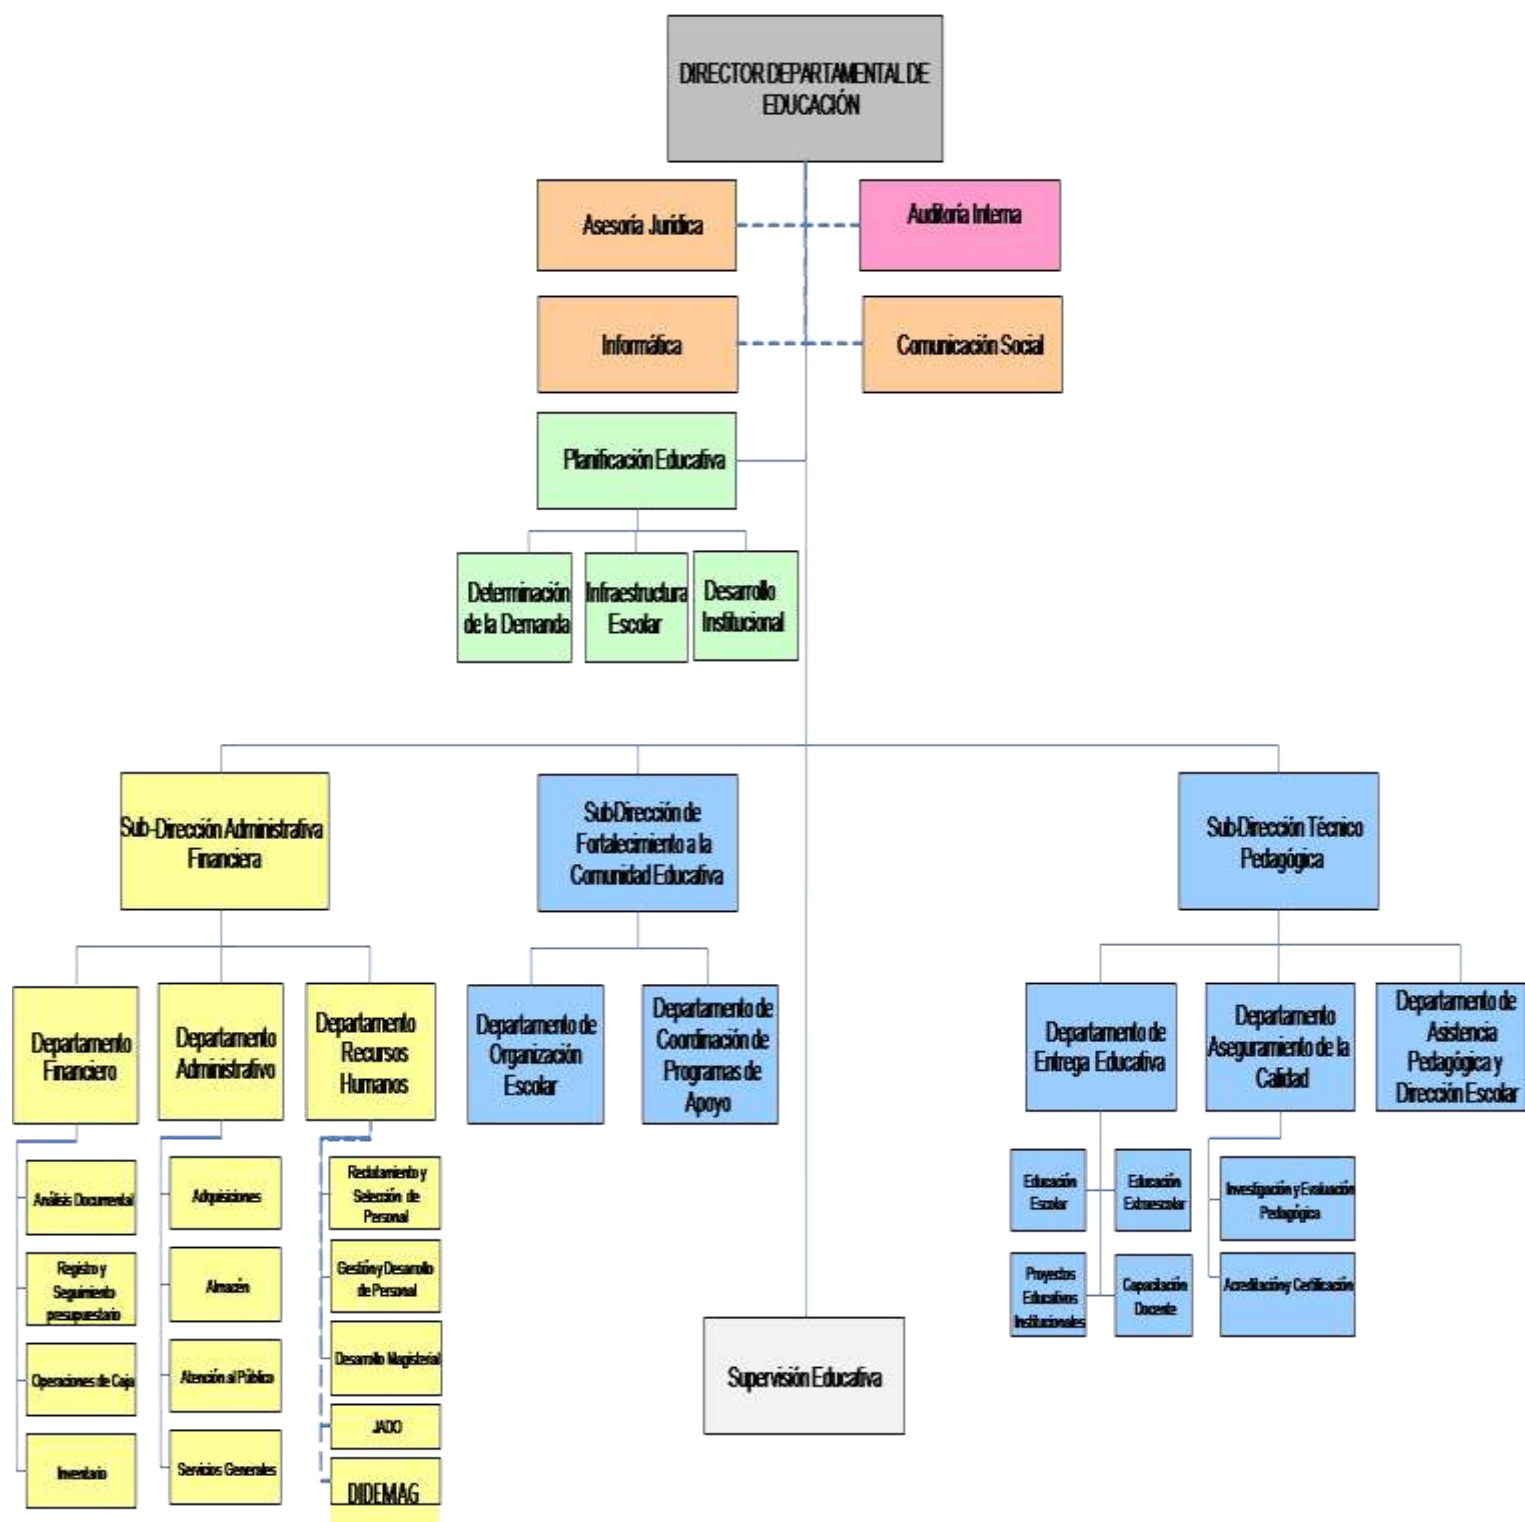 DIRECTOR DEPARTAMENTAL DE
EDUCACIÓN
Asesoría Jurídica
Auditoría Interna
Informática
Comunicación Social
Planificación Educativa
Determinación
de la Demanda
Infraestructura
Escolar
Desarrollo
Institucional
Sub-Dirección Administrativa
Financiera
Sub-Dirección de
Fortalecimiento a la
Comunidad Educativa
Sub-Dirección Técnico
Pedagógica
Departamento
Financiero
Departamento
Administrativo
Departamento
Recursos
Humanos
Departamento de
Organización
Escolar
Departamento de
Coordinación de
Programas de
Apoyo
Departamento de
Entrega Educativa
Departamento
Aseguramiento de la
Calidad
Departamento de
Asistencia
Pedagógica y
Dirección Escolar
Análisis Documental
Registro y
Seguimiento
presupuestario
Operaciones de Caja
Inventario
Adquisiciones
Almacén
Atención al Público
Servicios Generales
Reclutamiento y
Selección de
Personal
Gestión y Desarrollo
de Personal
Desarrollo Magisterial
JADO
DIDEMAG
Educación
Escolar
Educación
Extraescolar
Proyectos
Educativos
Institucionales
Capacitación
Docente
Investigación y Evaluación
Pedagógica
Acreditación y Certificación
Supervisión Educativa